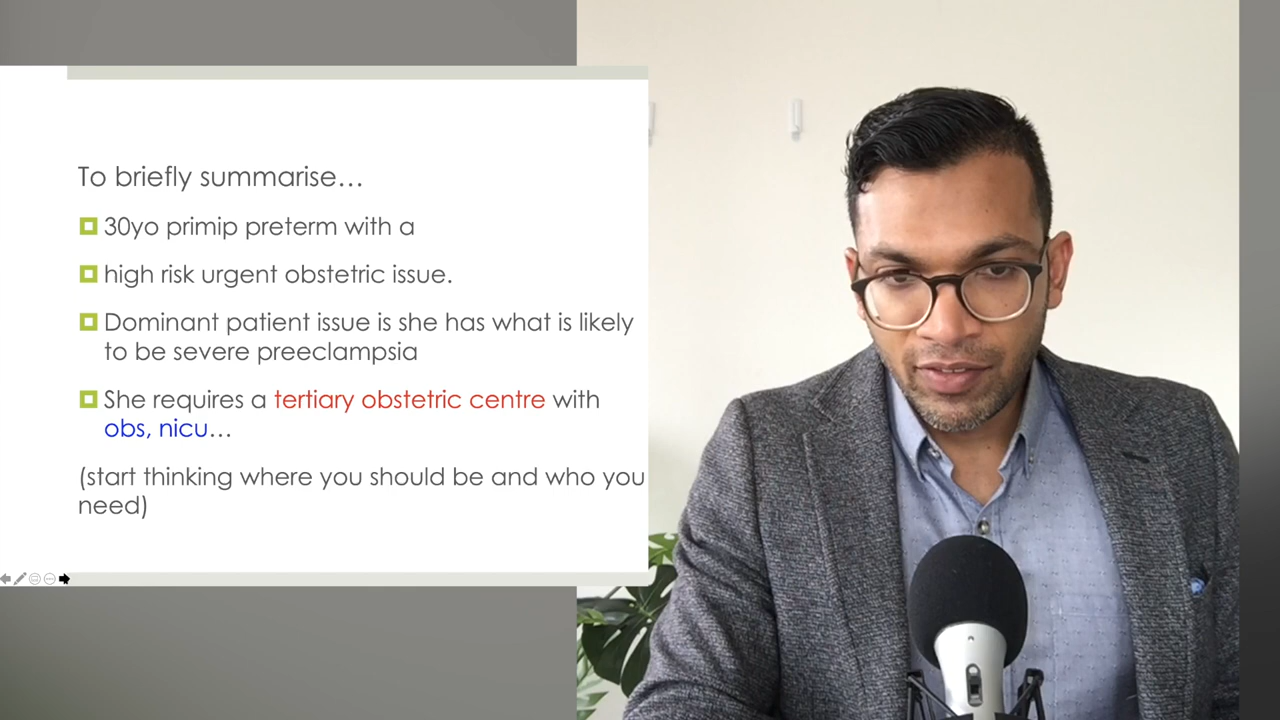 To briefly summarise…
30yo primip preterm with a
high risk urgent obstetric issue.
Dominant patient issue is she has what is likely
to be severe preeclampsia
She requires a tertiary obstetric centre with
obs, nicu…
(start thinking where you should be and who you
need)